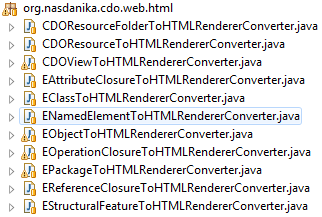 org.nasdanika.cdo.web.html
CDOResourceFolderToHTMLRendererConverter.java
CDOResourceToHTMLRendererConverter.java
CDOViewToHTMLRendererConverter.java
EAttributeClosureToHTMLRendererConverter.java
EClassToHTMLRendererConverter.java
ENamedElementToHTMLRendererConverter.java
EObjectToHTMLRendererConverter.java
EOperationClosureToHTMLRendererConverter.java
EPackageToHTMLRendererConverter.java
EReferenceClosureToHTMLRendererConverter.java
EStructuralFeatureToHTMLRendererConverter.java